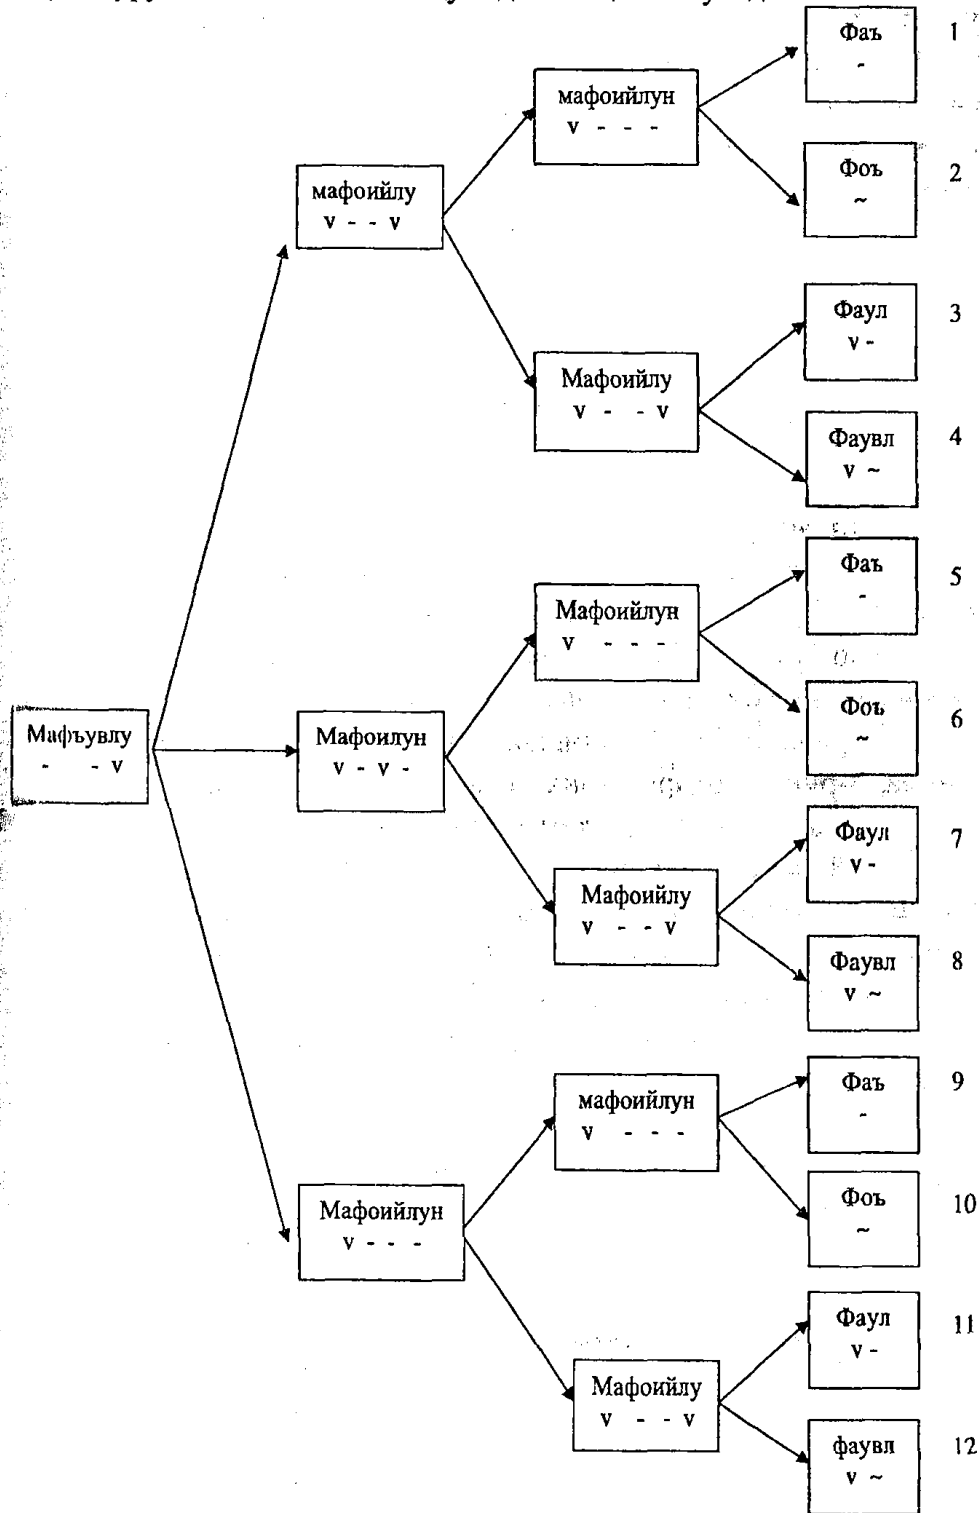 Фаъ 1
-
мафоийлун
v - - -
Фоъ 2
~
мафоийлу
v - - v
Фаул 3
v -
Мафоийлу
v - - v
Фаувл 4
v ~
Фаъ 5
-
Мафоийлун
v - - -
Фоъ 6
~
Мафъувлу
- - v
Мафоилун
v - v -
Фаул 7
v -
Мафоийлу
v - - v
Фаувл 8
v ~
Фаъ 9
-
мафоийлун
v - - -
Фоъ 10
~
Мафоийлун
v - - -
Фаул 11
v -
Мафоийлу
v - - v
фаувл 12
v ~